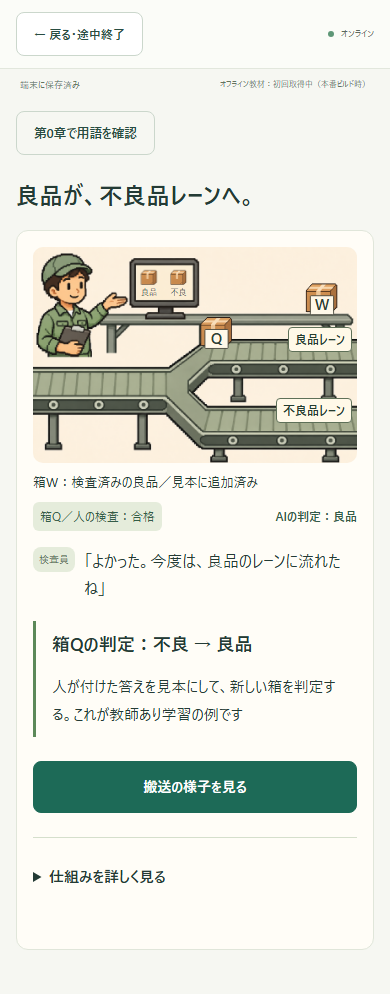 ← 戻る・途中終了
オンライン
端末に保存済み
オフライン教材：初回取得中（本番ビルド時）
第0章で用語を確認
良品が、不良品レーンへ。
良品
不良
W
Q
良品レーン
不良品レーン
箱W：検査済みの良品／見本に追加済み
箱Q／人の検査：合格
AIの判定：良品
検査員
「よかった。今度は、良品のレーンに流れた
ね」
箱Qの判定：不良 → 良品
人が付けた答えを見本にして、新しい箱を判定す
る。これが教師あり学習の例です
搬送の様子を見る
▶ 仕組みを詳しく見る